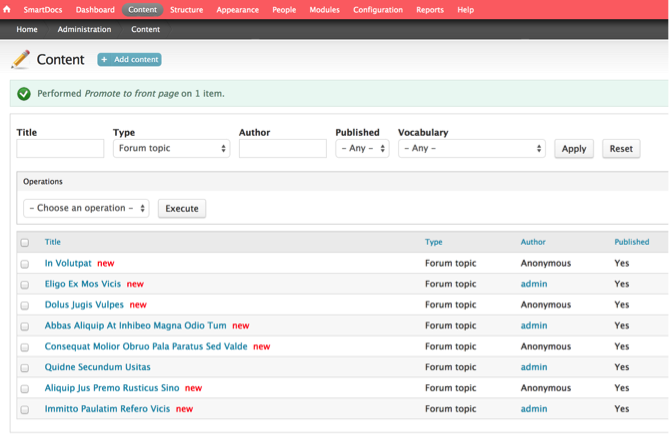 SmartDocs Dashboard Content Structure Appearance People Modules Configuration Reports Help
Home Administration Content
Content + Add content
Performed Promote to front page on 1 item.
Title Type Author Published Vocabulary
Forum topic - Any - - Any - Apply Reset
Operations
- Choose an operation - Execute
Title Type Author Published
In Volutpat new Forum topic Anonymous Yes
Eligo Ex Mos Vicis new Forum topic admin Yes
Dolus Jugis Vulpes new Forum topic Anonymous Yes
Abbas Aliquip At Inhibeo Magna Odio Tum new Forum topic admin Yes
Consequat Molior Obruo Pala Paratus Sed Valde new Forum topic Anonymous Yes
Quidne Secundum Usitas Forum topic admin Yes
Aliquip Jus Premo Rusticus Sino new Forum topic Anonymous Yes
Immitto Paulatim Refero Vicis new Forum topic admin Yes